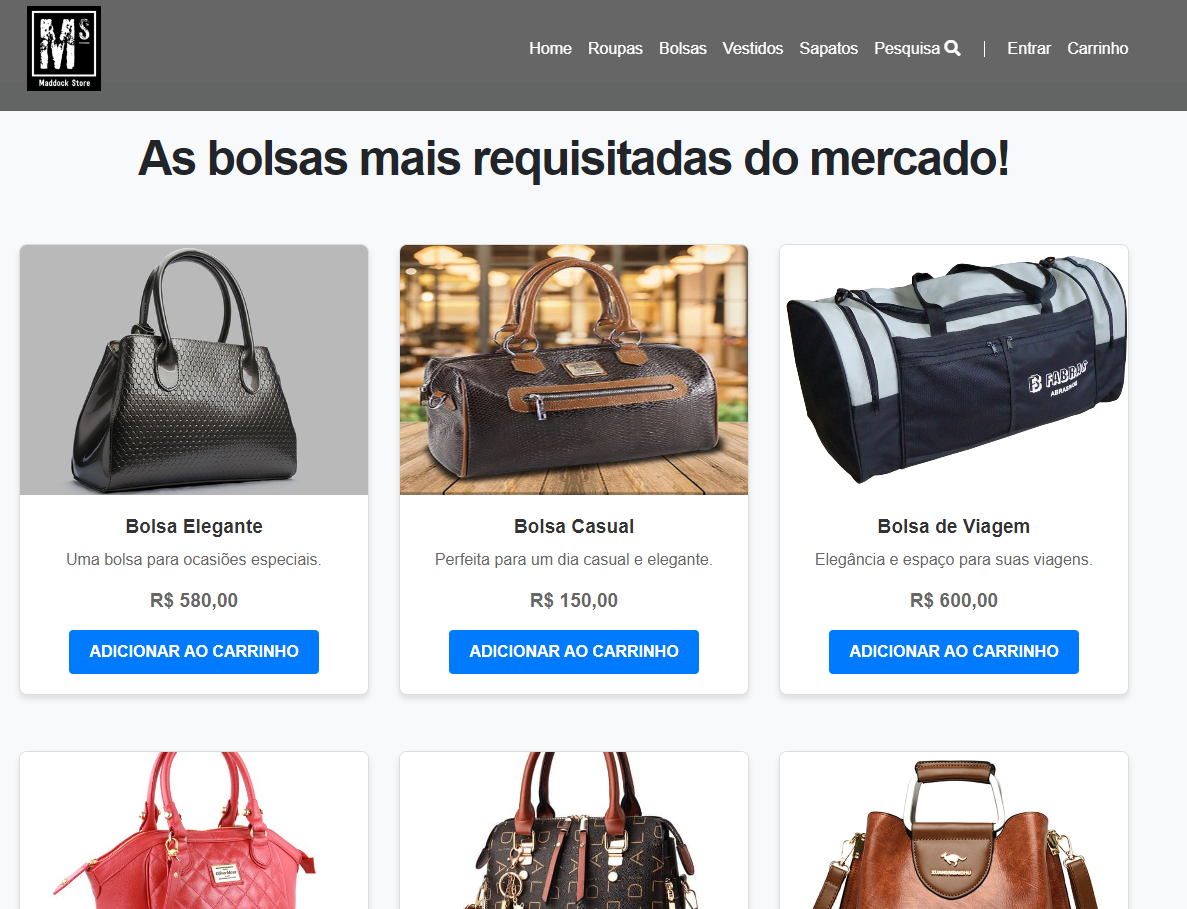 Ms
Maddock Store
Home Roupas Bolsas Vestidos Sapatos Pesquisa | Entrar Carrinho
As bolsas mais requisitadas do mercado!
B FABRAS
Bolsa Elegante
Uma bolsa para ocasiões especiais.
R$ 580,00
ADICIONAR AO CARRINHO
Bolsa Casual
Perfeita para um dia casual e elegante.
R$ 150,00
ADICIONAR AO CARRINHO
Bolsa de Viagem
Elegância e espaço para suas viagens.
R$ 600,00
ADICIONAR AO CARRINHO